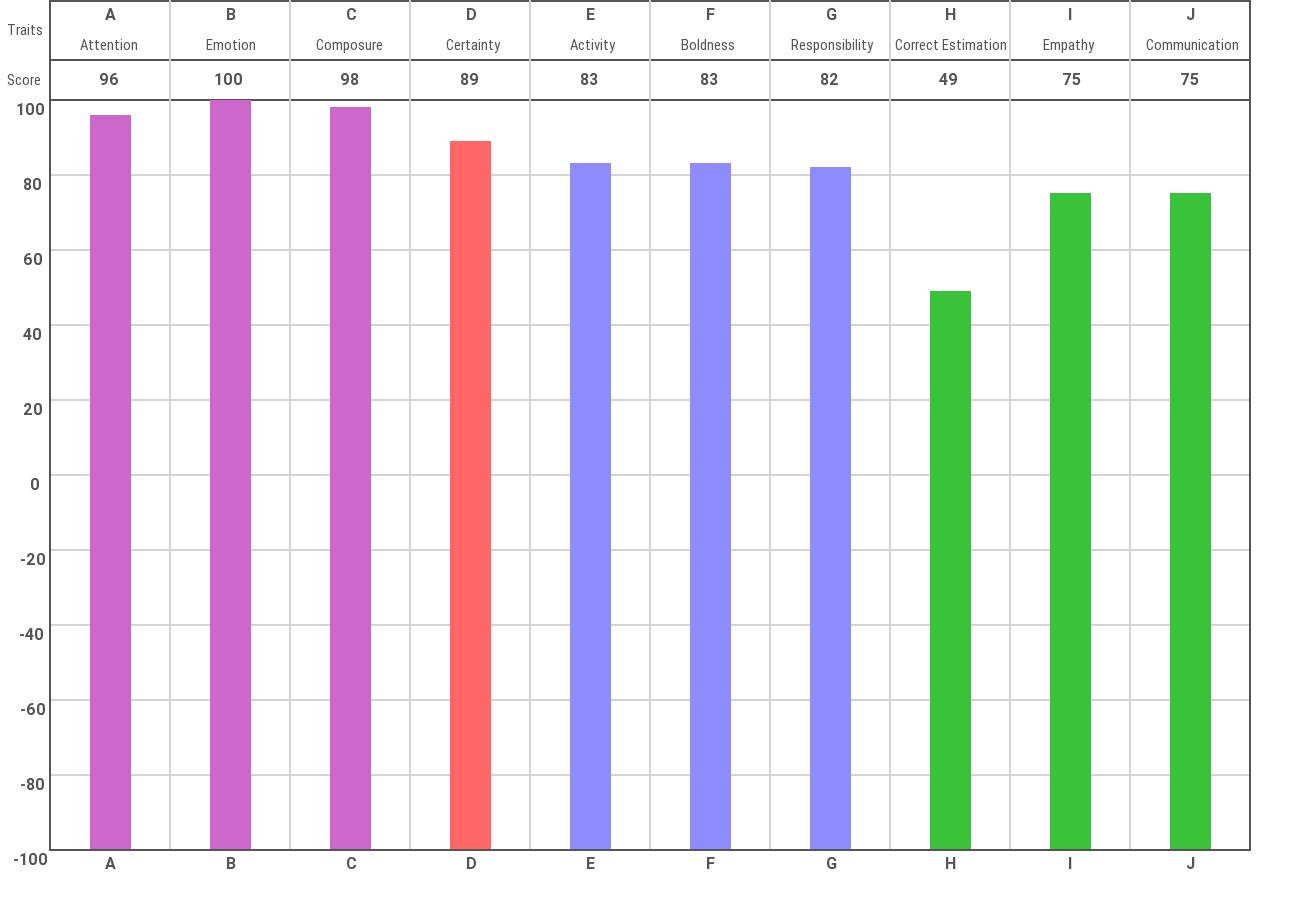 A B C D E F G H I J
Traits
Attention Emotion Composure Certainty Activity Boldness Responsibility Correct Estimation Empathy Communication
Score 96 100 98 89 83 83 82 49 75 75
100
80
60
40
20
0
-20
-40
-60
-80
-100
A B C D E F G H I J